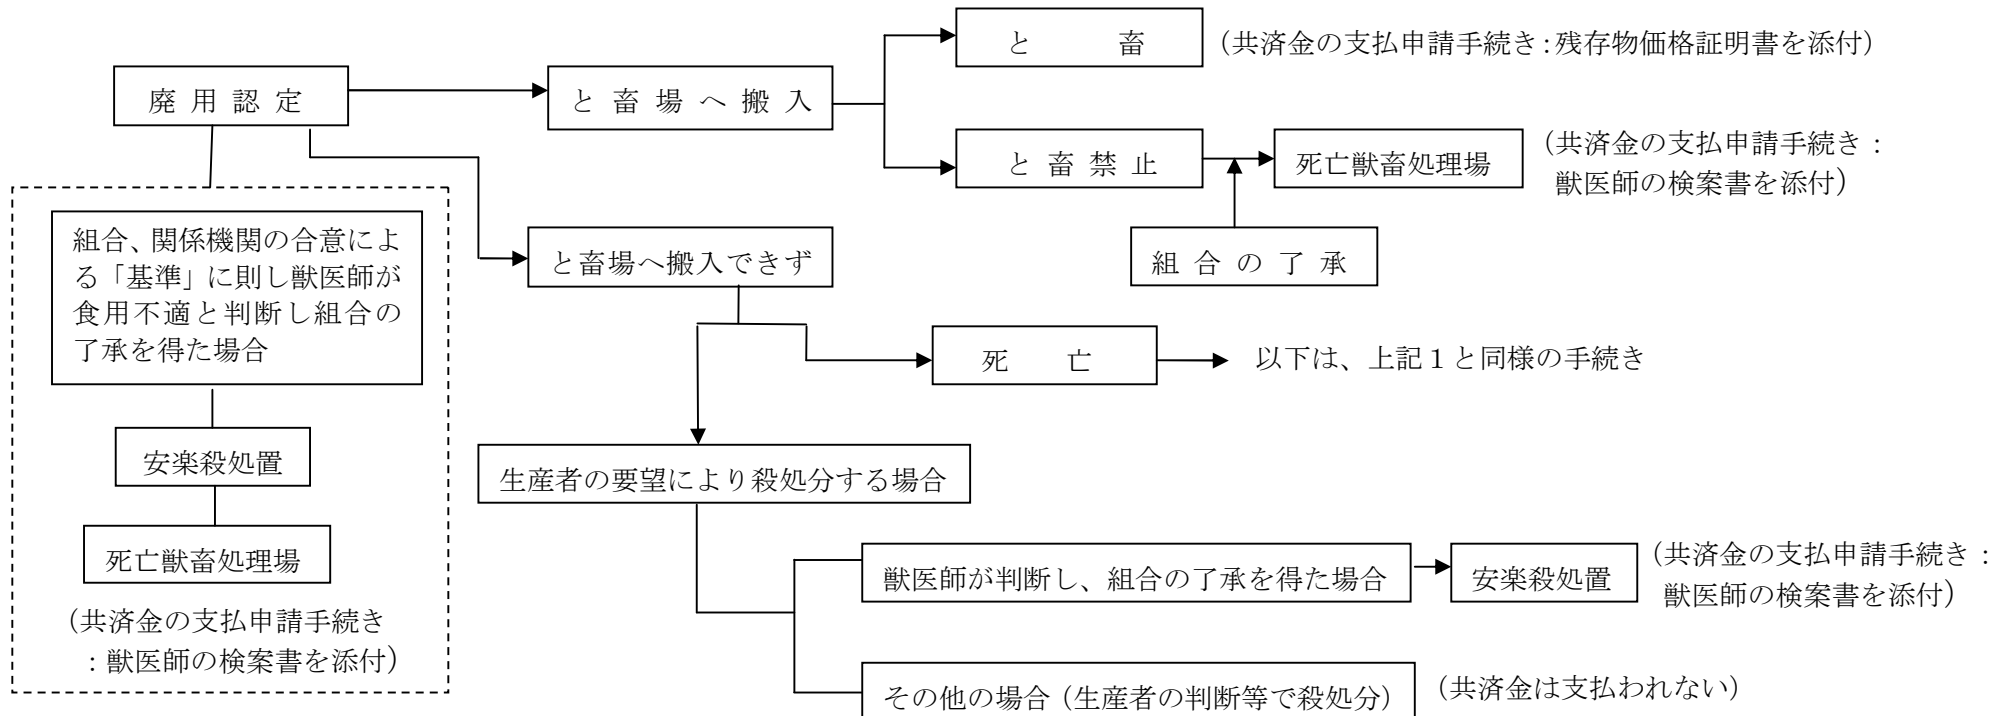 と畜
(共済金の支払申請手続き:残存物価格証明書を添付)
廃用認定
と畜場へ搬入
と畜禁止
死亡獣畜処理場
(共済金の支払申請手続き:
獣医師の検案書を添付)
組合の了承
組合、関係機関の合意によ
る「基準」に則し獣医師が
食用不適と判断し組合の
了承を得た場合
安楽殺処置
死亡獣畜処理場
(共済金の支払申請手続き
:獣医師の検案書を添付)
と畜場へ搬入できず
死亡
以下は、上記1と同様の手続き
生産者の要望により殺処分する場合
獣医師が判断し、組合の了承を得た場合
安楽殺処置
(共済金の支払申請手続き:
獣医師の検案書を添付)
その他の場合(生産者の判断等で殺処分)
(共済金は支払われない)